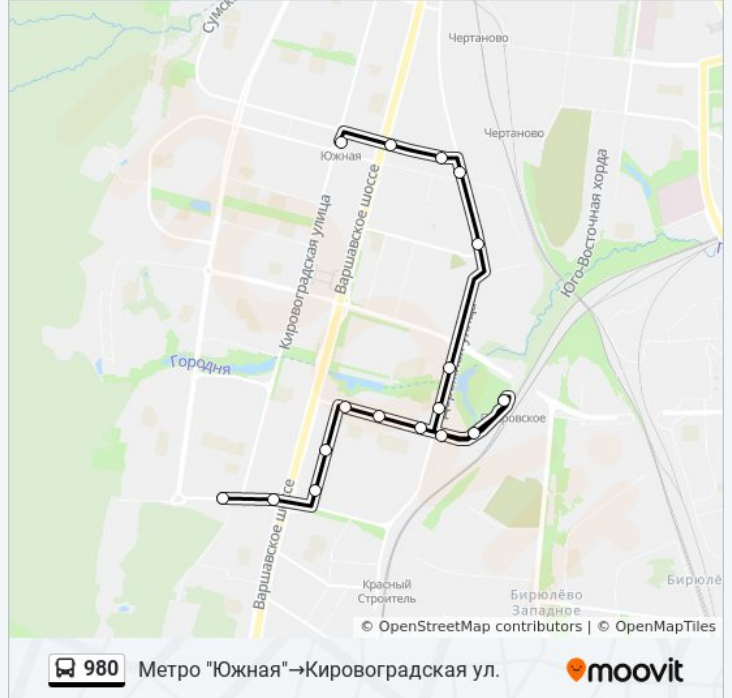 Сумск
Чертаново
Чертаново
Южная
Кировоградская улица
Варшавское шоссе
Юго-Восточная хорда
Городня
Варшавское шоссе
Красный
Строитель
Бирюлёво
Западное
Бирюлё
© OpenStreetMap contributors | © OpenMapTiles
980 Метро "Южная"→Кировоградская ул.
moovit